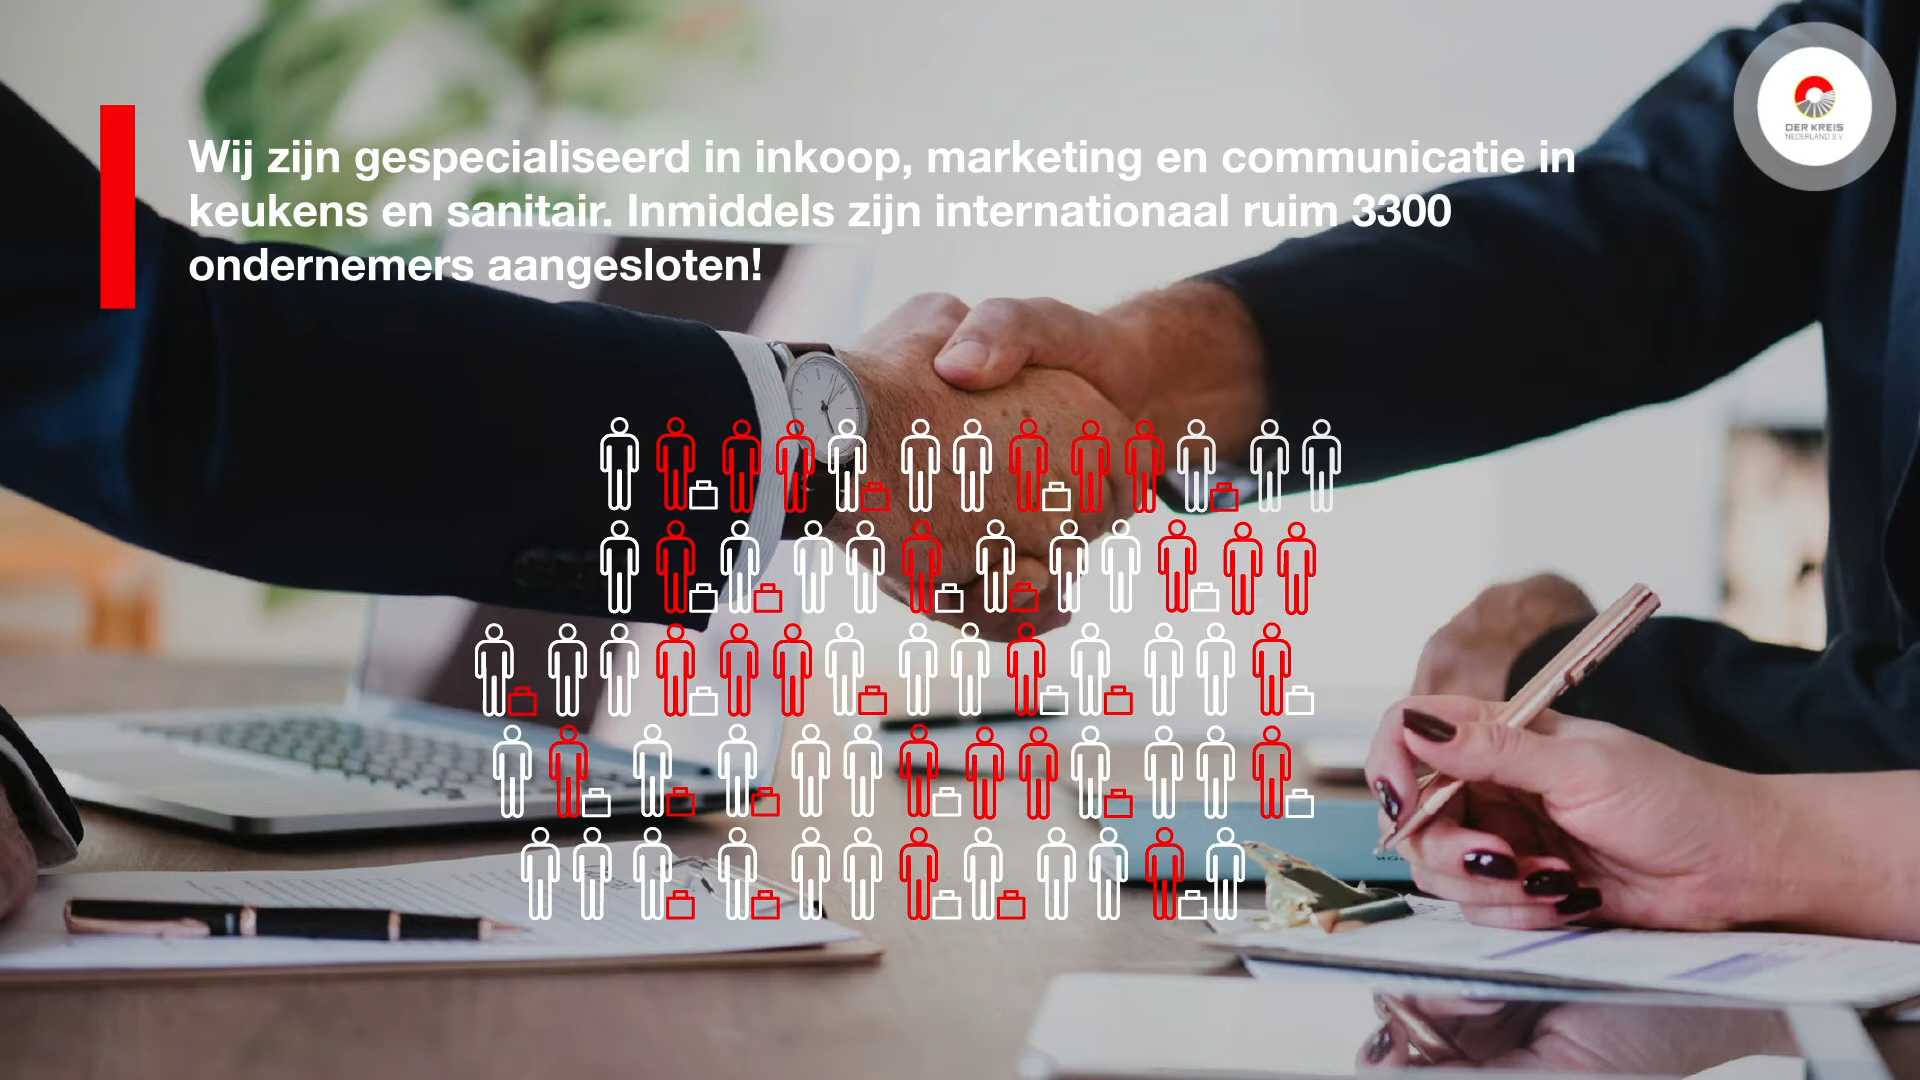 Wij zijn gespecialiseerd in inkoop, marketing en communicatie in
keukens en sanitair. Inmiddels zijn internationaal ruim 3300
ondernemers aangesloten!
DER KREIS
NEDERLAND B.V.